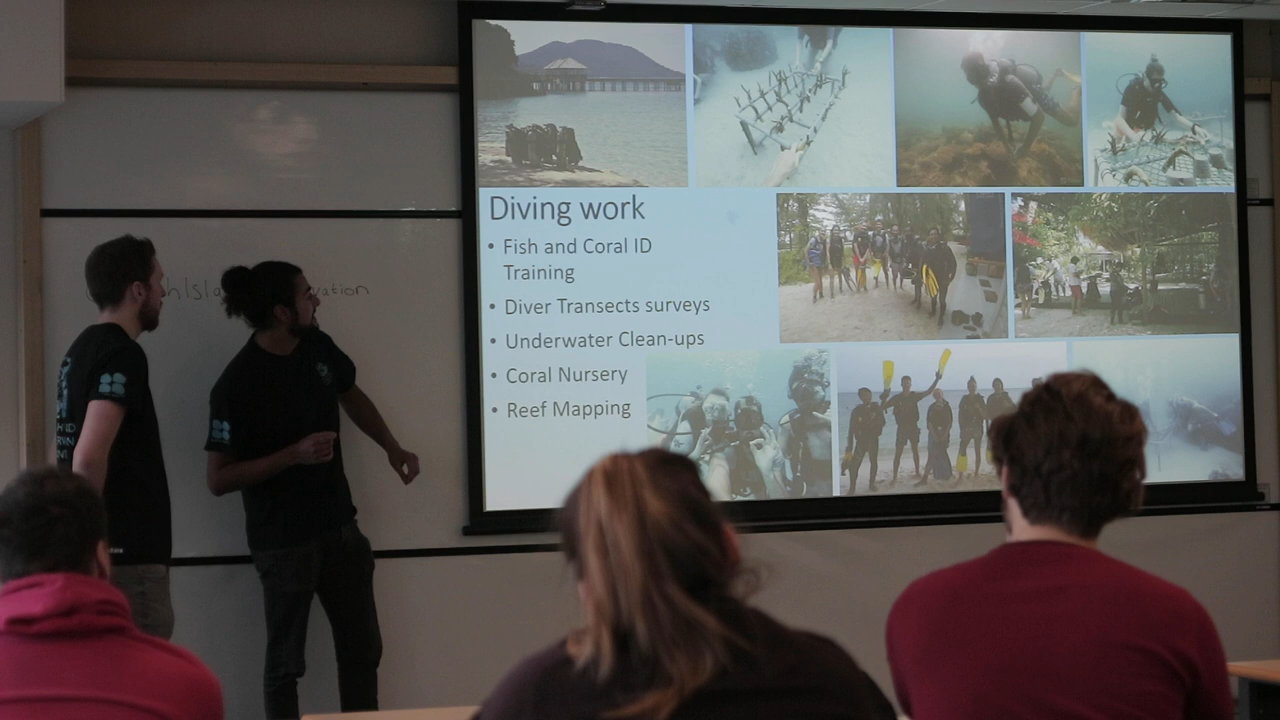 Diving work
• Fish and Coral ID
Training
• Diver Transects surveys
• Underwater Clean-ups
• Coral Nursery
• Reef Mapping